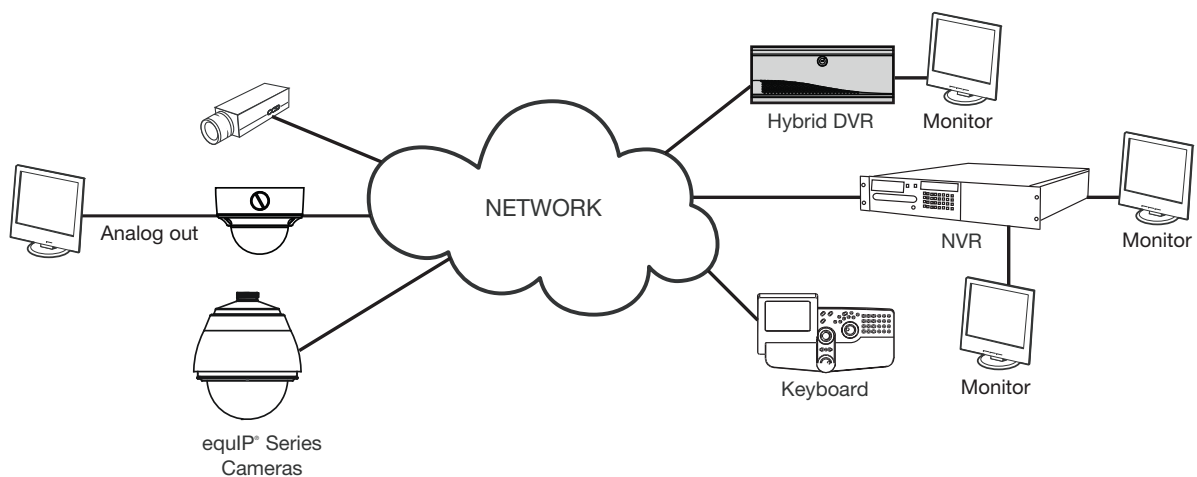 Hybrid DVR
Monitor
NETWORK
Analog out
NVR
Monitor
Keyboard
Monitor
equIP® Series
Cameras